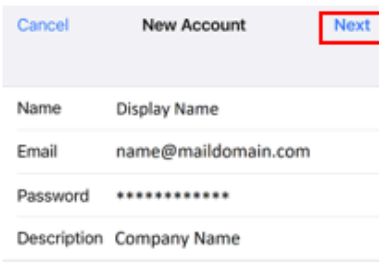 Cancel New Account Next
Name Display Name
Email name@maildomain.com
Password ************
Description Company Name